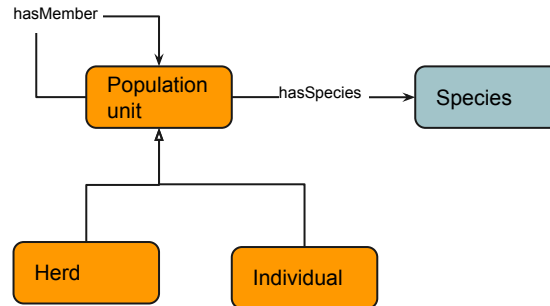 hasMember
Population
unit
hasSpecies
Species
Herd
Individual